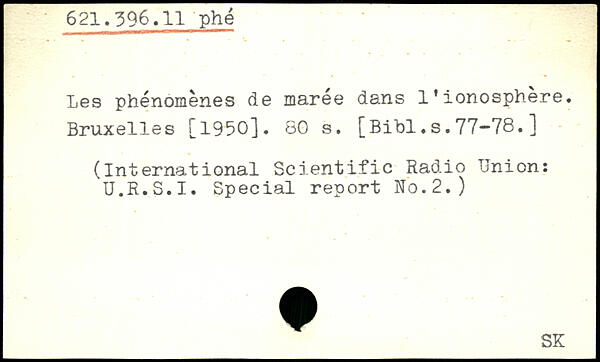 621.396.11 phé
Les phénomènes de marée dans l'ionosphère.
Bruxelles [1950]. 80 s. [Bibl.s.77-78.]
(International Scientific Radio Union:
U.R.S.I. Special report No.2.)
SK